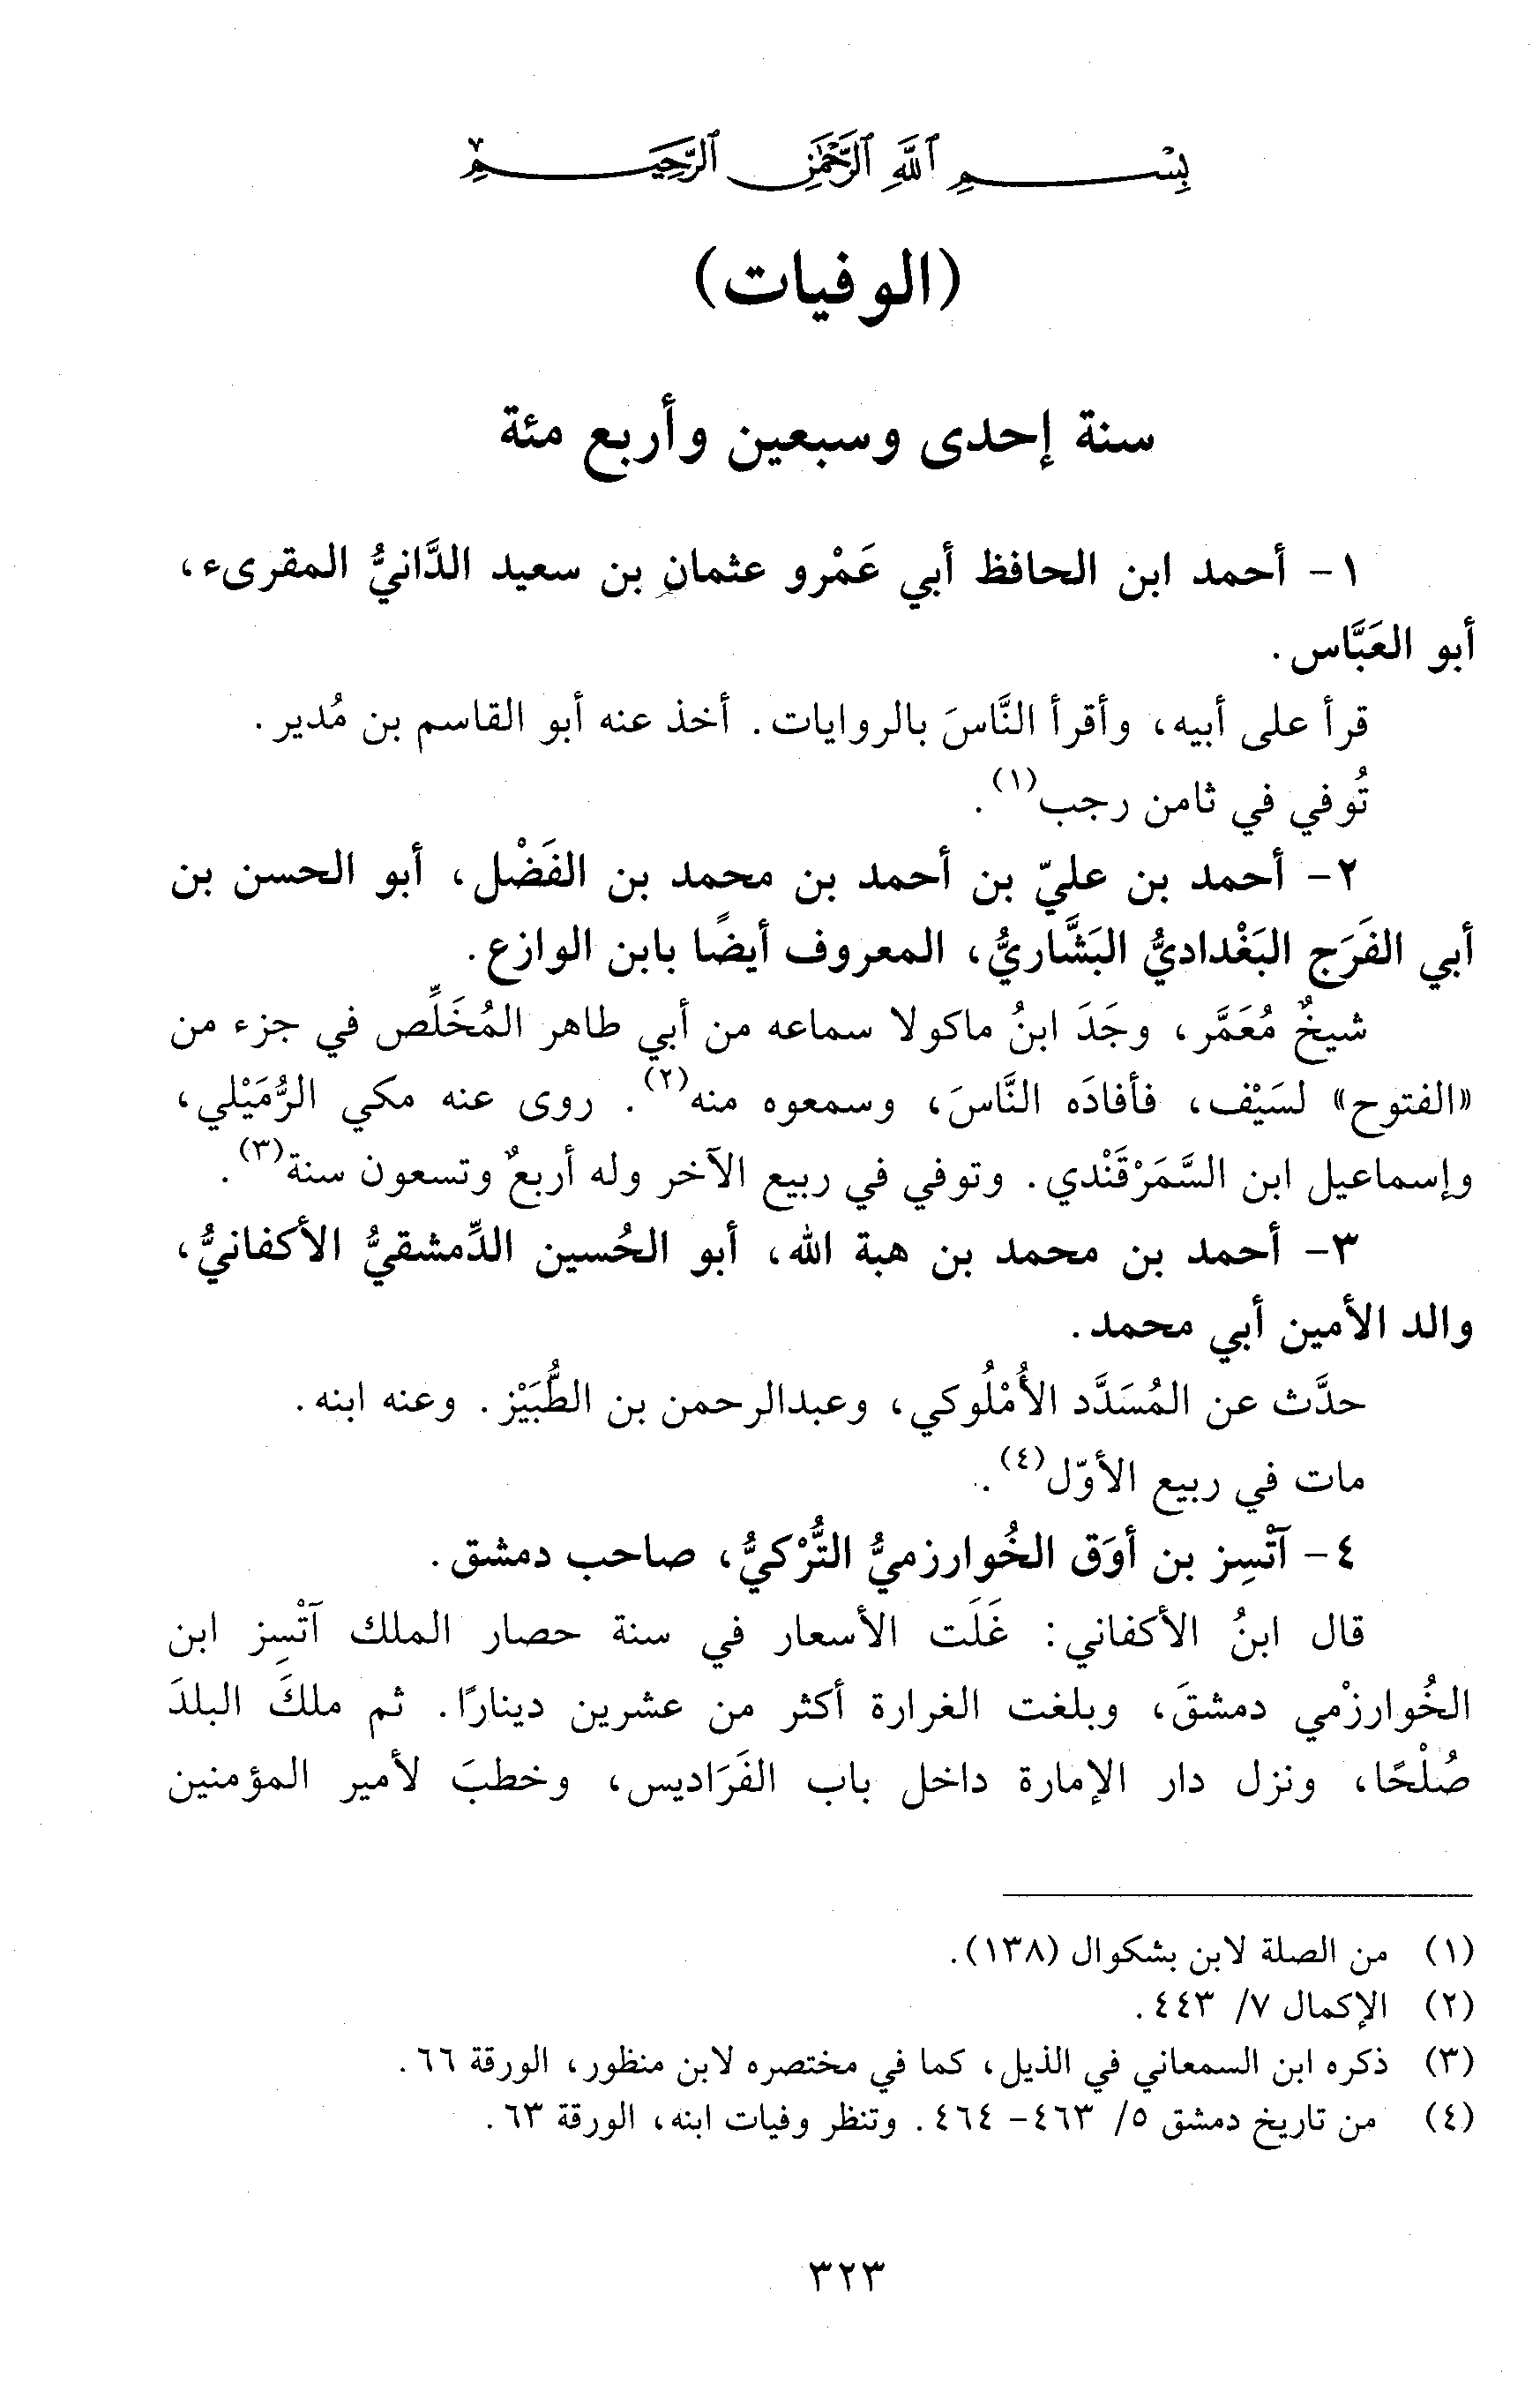 بِسْمِ ٱللَّهِ ٱلرَّحْمَٰنِ ٱلرَّحِيمِ
(الوفيات)
سنة إحدى وسبعين وأربع مئة
١- أحمد ابن الحافظ أبي عَمْرو عثمان بن سعيد الدَّانيُّ المقرىء،
أبو العَبَّاس.
قرأ على أبيه، وأقرأ النَّاسَ بالروايات. أخذ عنه أبو القاسم بن مُدير.
تُوفي في ثامن رجب(١).
٢- أحمد بن عليّ بن أحمد بن محمد بن الفَضْل، أبو الحسن بن
أبي الفَرَج البَغْداديُّ البَشَّاريُّ، المعروف أيضًا بابن الوازع.
شيخٌ مُعَمَّر، وجَدَ ابنُ ماكولا سماعه من أبي طاهر المُخَلِّص في جزء من
«الفتوح» لسَيْف، فأفادَه النَّاسَ، وسمعوه منه(٢). روى عنه مكي الرُّمَيْلي،
وإسماعيل ابن السَّمَرْقَنْدي. وتوفي في ربيع الآخر وله أربعٌ وتسعون سنة(٣).
٣- أحمد بن محمد بن هبة الله، أبو الحُسين الدِّمشقيُّ الأكفانيُّ،
والد الأمين أبي محمد.
حدَّث عن المُسَدَّد الأُمْلُوكي، وعبدالرحمن بن الطُّبَيْز. وعنه ابنه.
مات في ربيع الأوّل(٤).
٤- آتْسِز بن أوَق الخُوارزميُّ التُّرْكيُّ، صاحب دمشق.
قال ابنُ الأكفاني: غَلَت الأسعار في سنة حصار الملك آتْسِز ابن
الخُوارزْمي دمشقَ، وبلغت الغرارة أكثر من عشرين دينارًا. ثم ملكَ البلدَ
صُلْحًا، ونزل دار الإمارة داخل باب الفَرَاديس، وخطبَ لأمير المؤمنين
(١) من الصلة لابن بشكوال (١٣٨).
(٢) الإكمال ٧/ ٤٤٣.
(٣) ذكره ابن السمعاني في الذيل، كما في مختصره لابن منظور، الورقة ٦٦.
(٤) من تاريخ دمشق ٥/ ٤٦٣- ٤٦٤. وتنظر وفيات ابنه، الورقة ٦٣.
٣٢٣